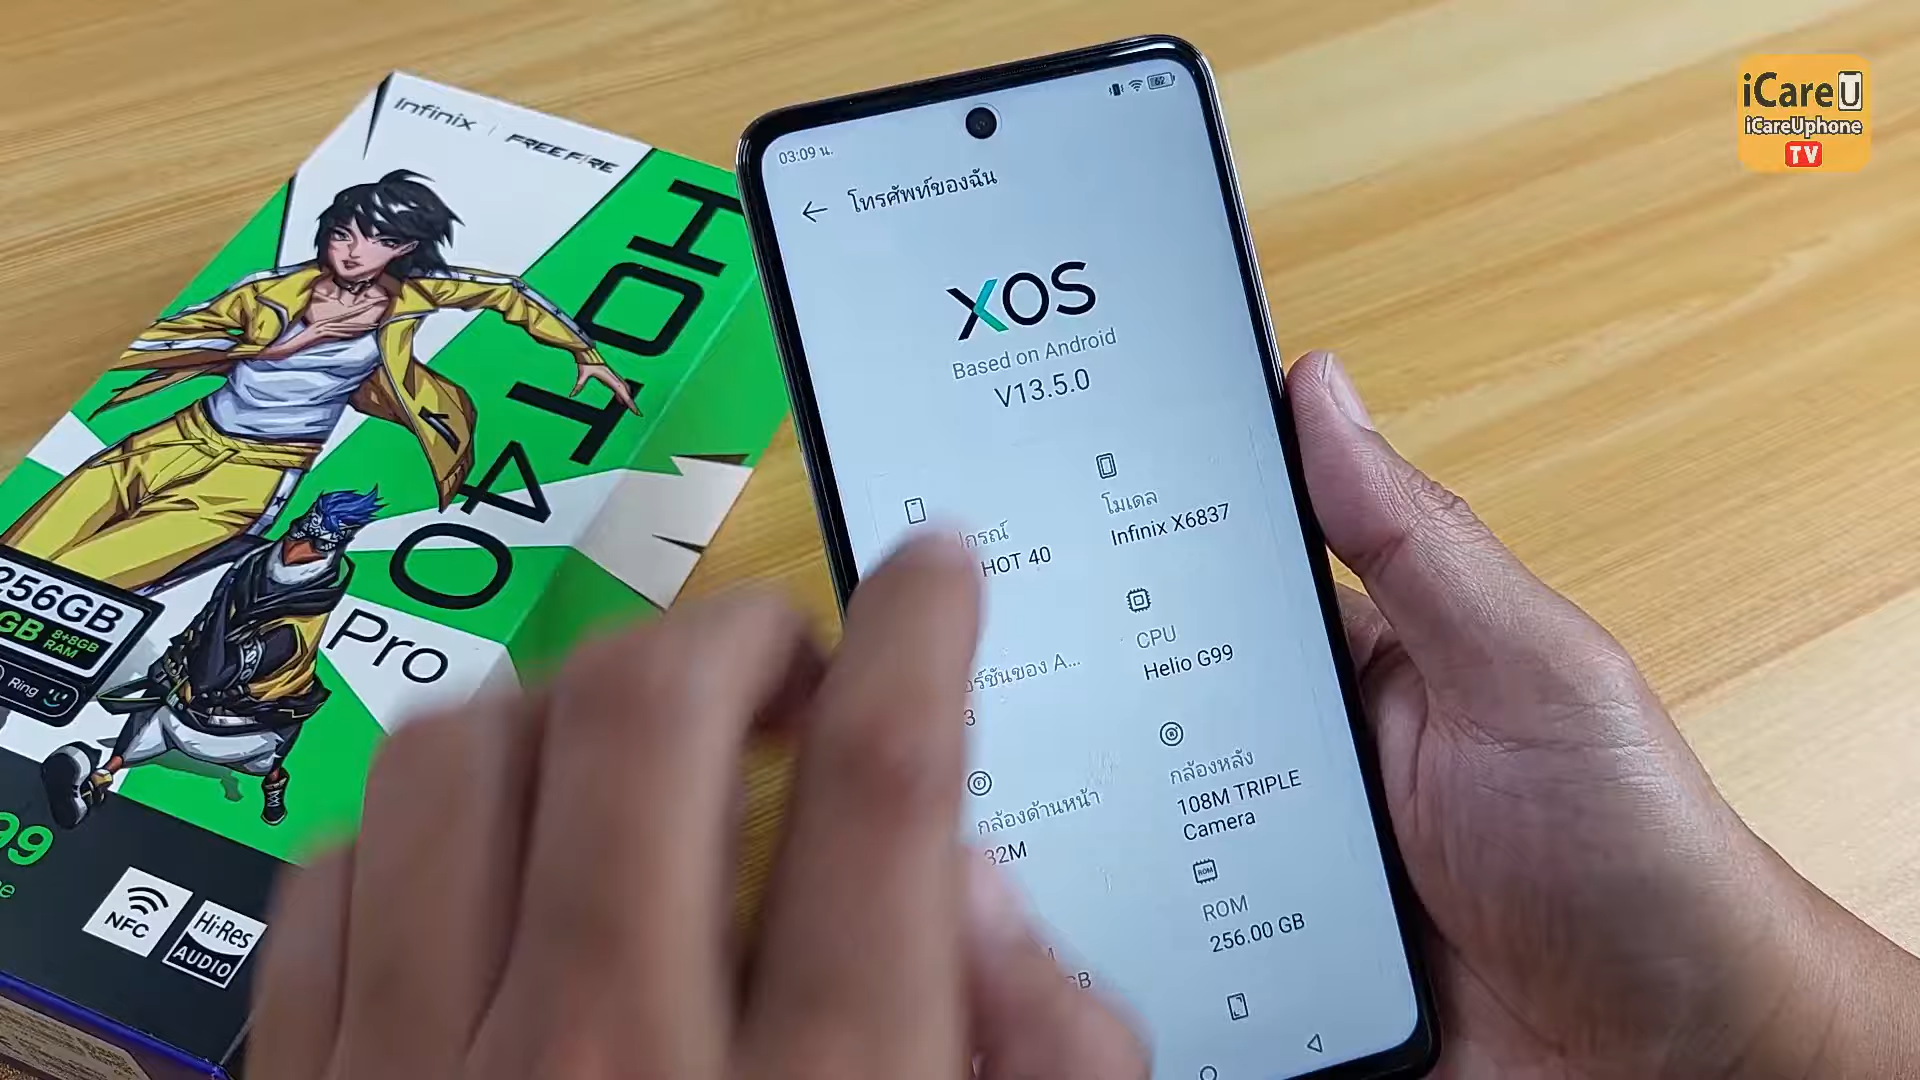 iCareU
iCareUphone
TV
Infinix
FREE FIRE
HOT 40
Pro
256GB
GB
8+8GB
RAM
Ring
99
NFC
Hi-Res
AUDIO
03:09 น.
62
โทรศัพท์ของฉัน
XOS
Based on Android
V13.5.0
HOT 40
โมเดล
Infinix X6837
CPU
Helio G99
กล้องด้านหน้า
32M
กล้องหลัง
108M TRIPLE
Camera
ROM
ROM
256.00 GB